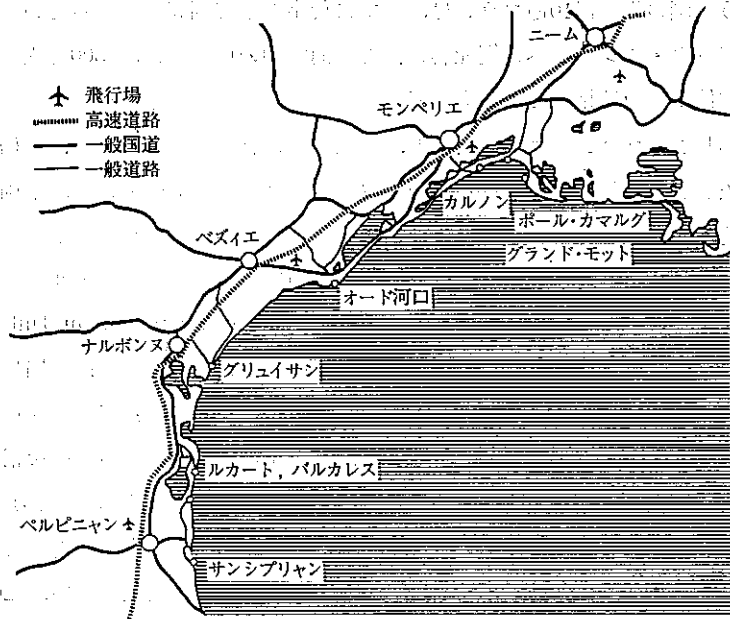 ニーム
飛行場
高速道路
一般国道
一般道路
モンペリエ
カルノン
ポール・カマルグ
グランド・モット
ベズィエ
オード河口
ナルボンヌ
グリュイサン
ルカート,バルカレス
ペルピニャン
サンシプリャン